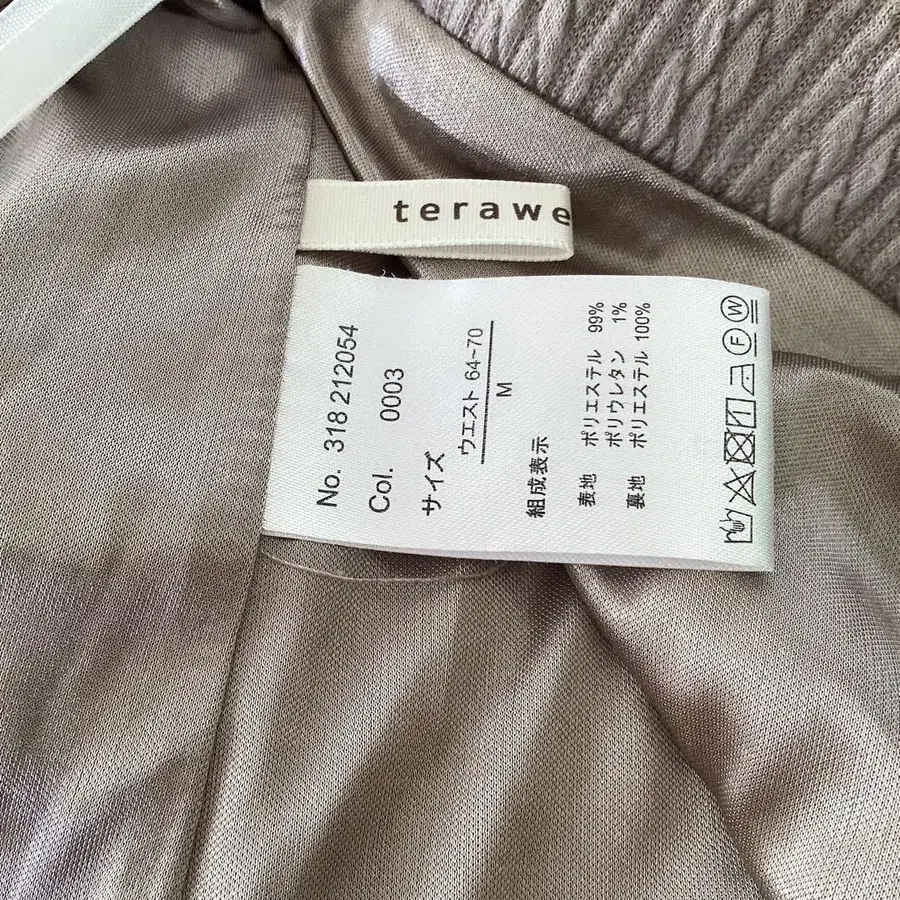 terawe
No. 318 212054
Col. 0003
サイズ
ウエスト 64~70
M
組成表示
表地 ポリエステル 99%
ポリウレタン 1%
裏地 ポリエステル 100%
F W